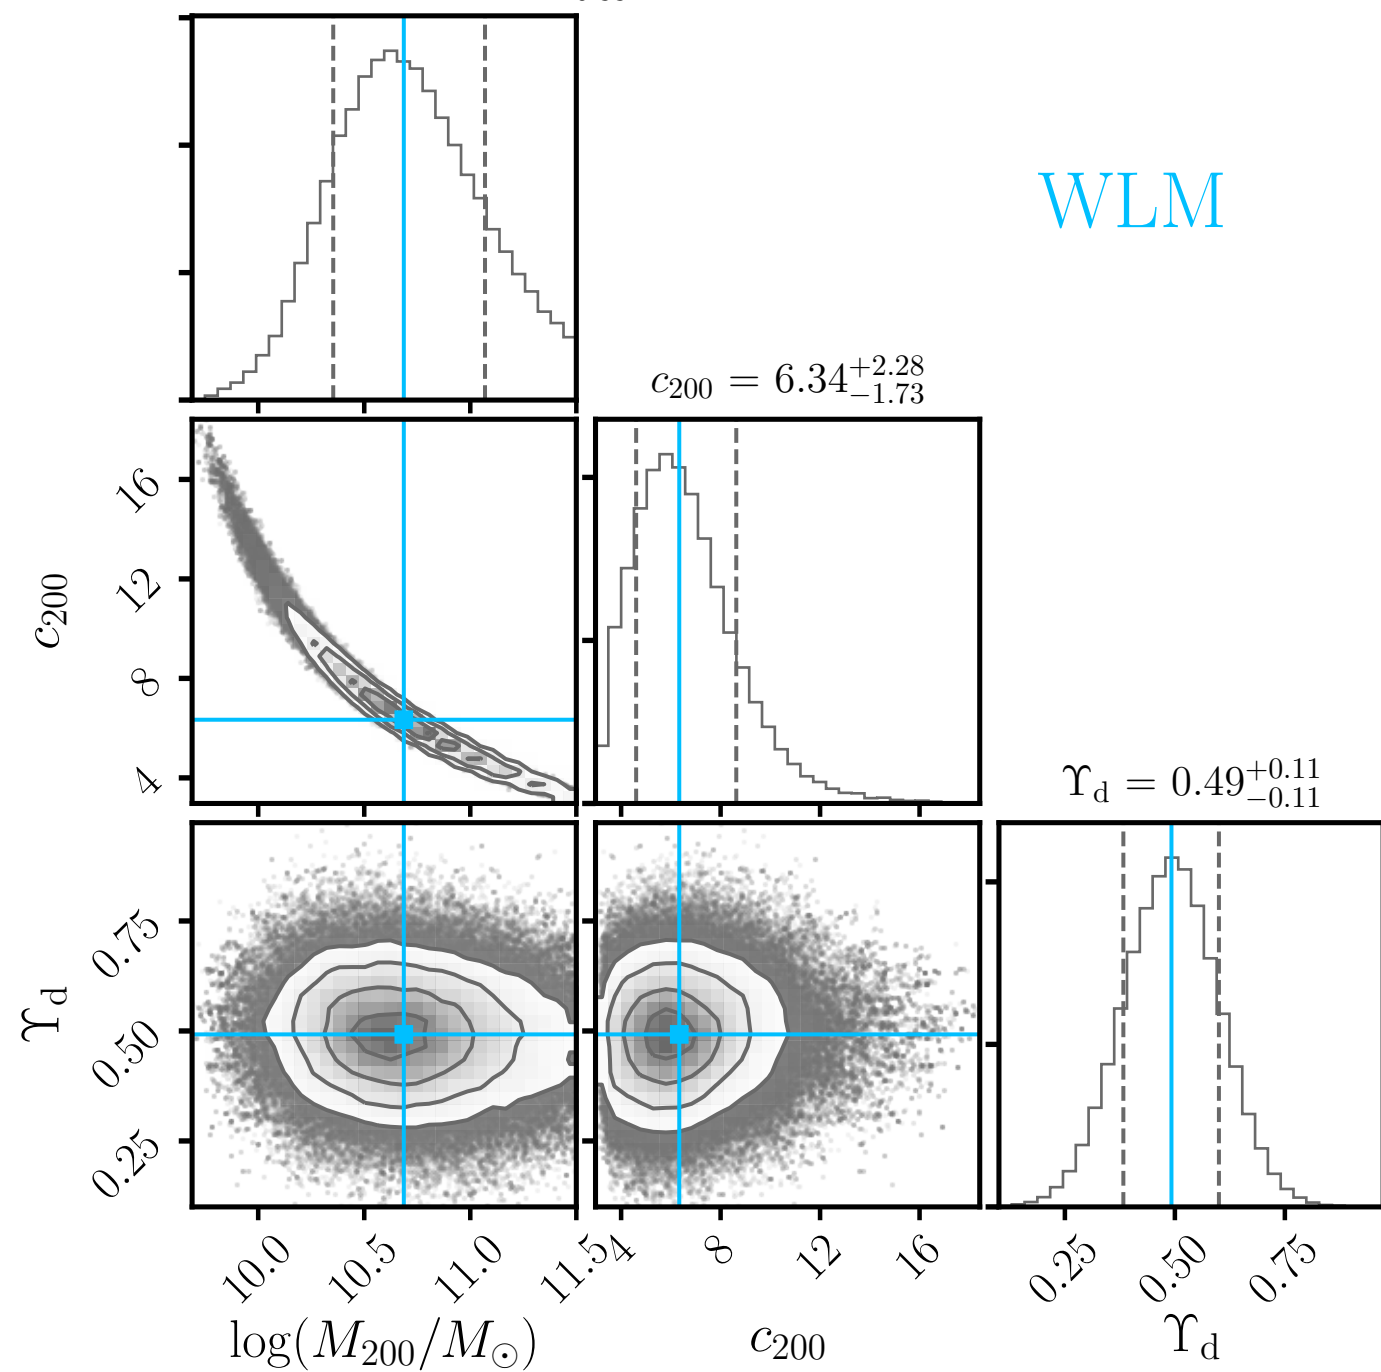 WLM
c₂₀₀ = 6.34⁺²·²⁸₋₁.₇₃
16
12
8
4
c₂₀₀
ϒd = 0.49⁺⁰·¹¹₋₀.₁₁
0.75
0.50
0.25
ϒd
10.0 10.5 11.0 11.5
4 8 12 16
0.25 0.50 0.75
log(M₂₀₀/M⊙)
c₂₀₀
ϒd